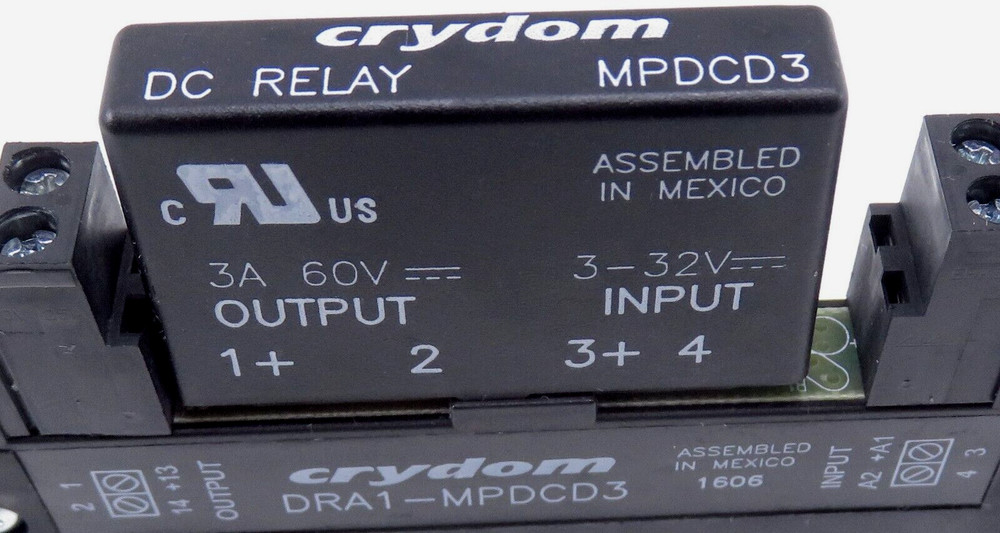 crydom
DC RELAY MPDCD3
C RU US
ASSEMBLED
IN MEXICO
3A 60V
OUTPUT
1+ 2
3-32V
INPUT
3+ 4
2 1
14 +13
OUTPUT
crydom
DRA1-MPDCD3
ASSEMBLED
IN MEXICO
1606
INPUT
A2 +A1
4 3